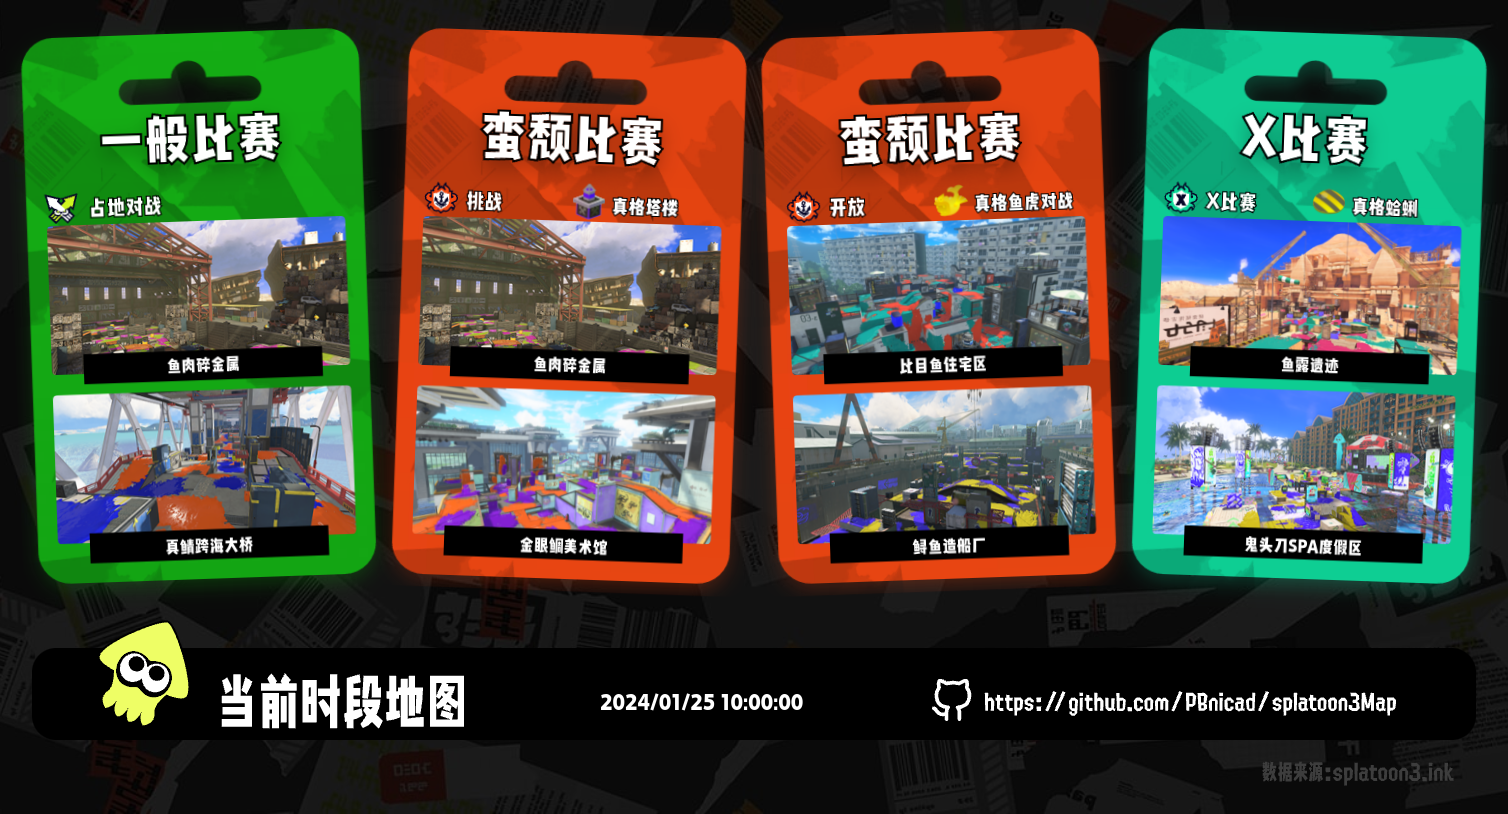 一般比赛
占地对战
鱼肉碎金属
真鲭跨海大桥
蛮颓比赛
挑战
真格塔楼
鱼肉碎金属
金眼鲷美术馆
蛮颓比赛
开放
真格鱼虎对战
比目鱼住宅区
鲟鱼造船厂
X比赛
X比赛
真格蛤蜊
鱼露遗迹
鬼头刀SPA度假区
当前时段地图
2024/01/25 10:00:00
https://github.com/PBnicad/splatoon3Map
数据来源:splatoon3.ink